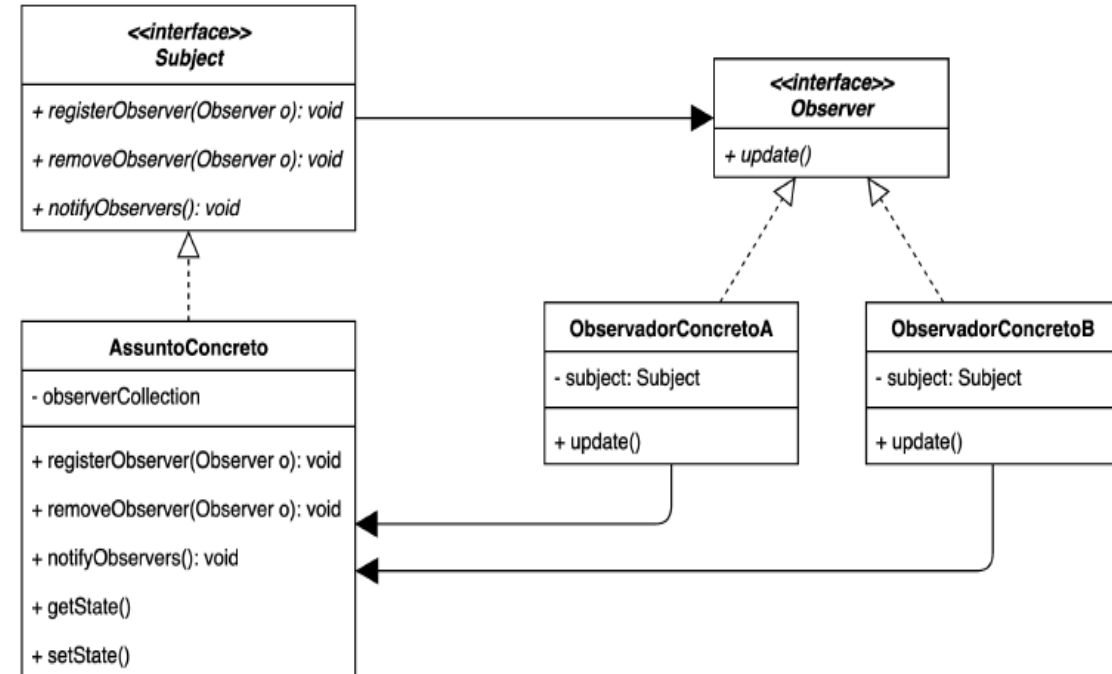 <<interface>>
Subject
+ registerObserver(Observer o): void
+ removeObserver(Observer o): void
+ notifyObservers(): void
<<interface>>
Observer
+ update()
AssuntoConcreto
- observerCollection
+ registerObserver(Observer o): void
+ removeObserver(Observer o): void
+ notifyObservers(): void
+ getState()
+ setState()
ObservadorConcretoA
- subject: Subject
+ update()
ObservadorConcretoB
- subject: Subject
+ update()